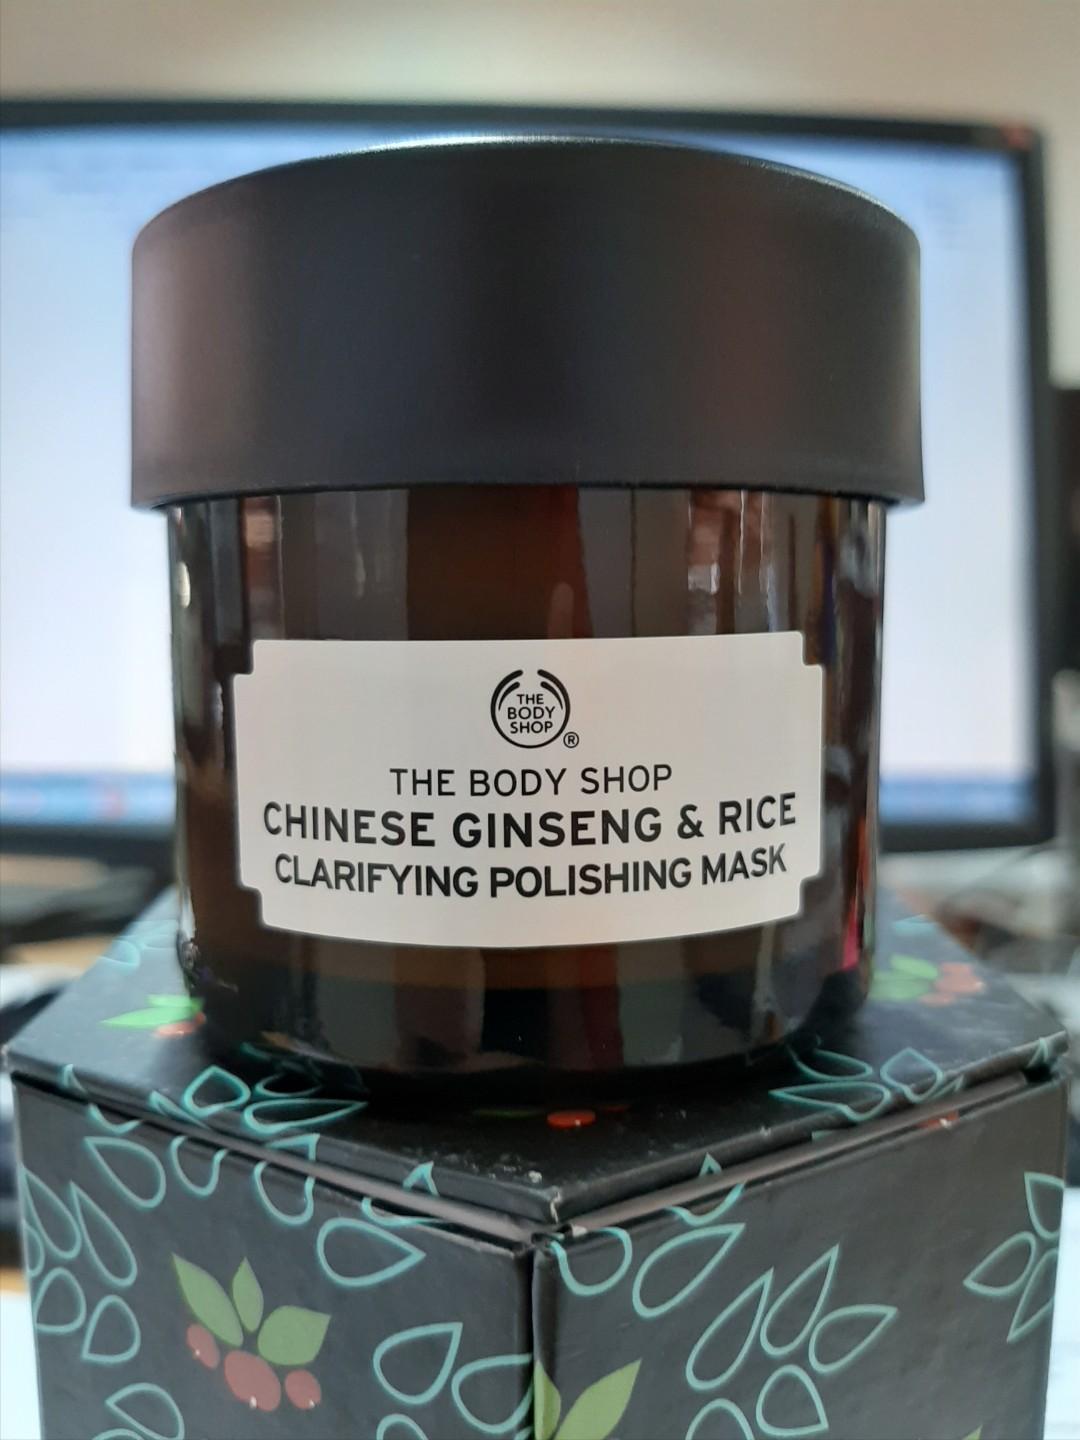 THE
BODY
SHOP®
THE BODY SHOP
CHINESE GINSENG & RICE
CLARIFYING POLISHING MASK